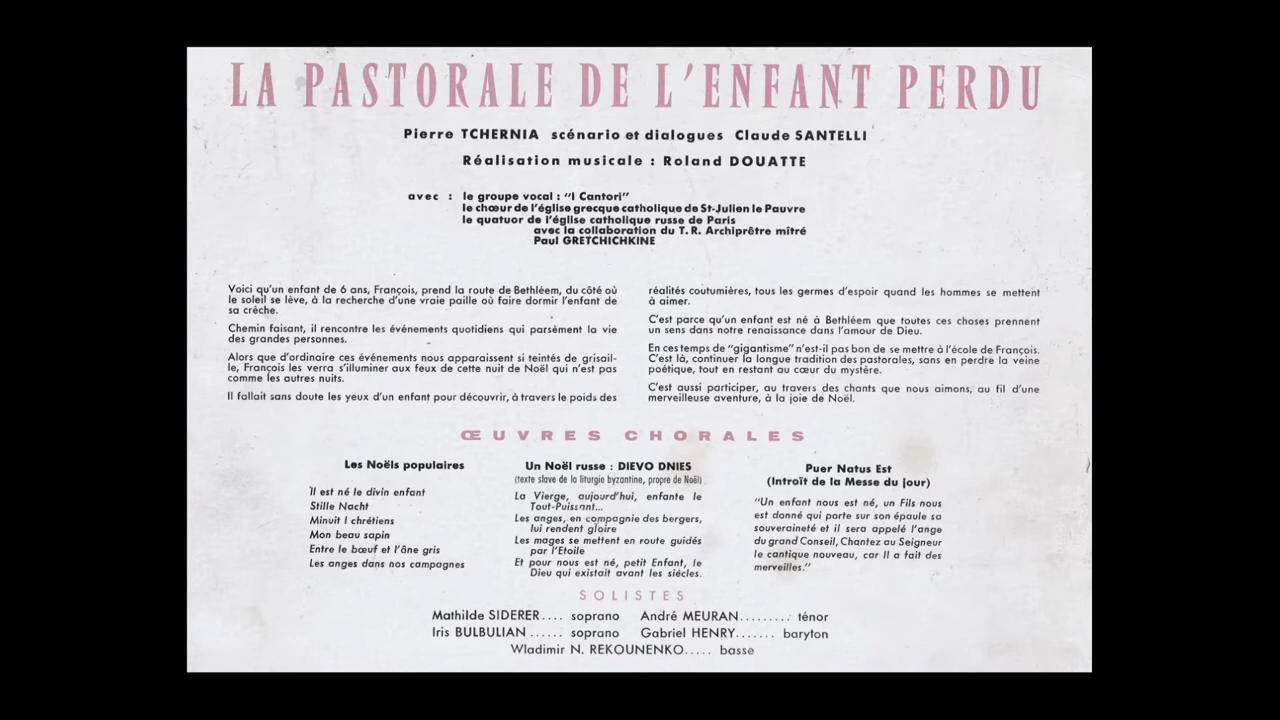 LA PASTORALE DE L'ENFANT PERDU
Pierre TCHERNIA scénario et dialogues Claude SANTELLI
Réalisation musicale : Roland DOUATTE
avec : le groupe vocal : "I Cantori"
le chœur de l'église grecque catholique de St-Julien le Pauvre
le quatuor de l'église catholique russe de Paris
avec la collaboration du T. R. Archiprêtre mîtré
Paul GRETCHICHKINE
Voici qu'un enfant de 6 ans, François, prend la route de Bethléem, du côté où
le soleil se lève, à la recherche d'une vraie paille où faire dormir l'enfant de
sa crèche.
Chemin faisant, il rencontre les événements quotidiens qui parsèment la vie
des grandes personnes.
Alors que d'ordinaire ces événements nous apparaissent si teintés de grisail-
le, François les verra s'illuminer aux feux de cette nuit de Noël qui n'est pas
comme les autres nuits.
Il fallait sans doute les yeux d'un enfant pour découvrir, à travers le poids des
réalités coutumières, tous les germes d'espoir quand les hommes se mettent
à aimer.
C'est parce qu'un enfant est né à Bethléem que toutes ces choses prennent
un sens dans notre renaissance dans l'amour de Dieu.
En ces temps de "gigantisme" n'est-il pas bon de se mettre à l'école de François.
C'est là, continuer la longue tradition des pastorales, sans en perdre la veine
poétique, tout en restant au cœur du mystère.
C'est aussi participer, au travers des chants que nous aimons, au fil d'une
merveilleuse aventure, à la joie de Noël.
ŒUVRES CHORALES
Les Noëls populaires
Il est né le divin enfant
Stille Nacht
Minuit ! chrétiens
Mon beau sapin
Entre le bœuf et l'âne gris
Les anges dans nos campagnes
Un Noël russe : DIEVO DNIES
(texte slave de la liturgie byzantine, propre de Noël)
La Vierge, aujourd'hui, enfante le
Tout-Puissant...
Les anges, en compagnie des bergers,
lui rendent gloire
Les mages se mettent en route guidés
par l'Etoile
Et pour nous est né, petit Enfant, le
Dieu qui existait avant les siècles.
Puer Natus Est
(Introït de la Messe du jour)
"Un enfant nous est né, un Fils nous
est donné qui porte sur son épaule sa
souveraineté et il sera appelé l'ange
du grand Conseil, Chantez au Seigneur
le cantique nouveau, car Il a fait des
merveilles."
SOLISTES
Mathilde SIDERER.... soprano André MEURAN......... ténor
Iris BULBULIAN ...... soprano Gabriel HENRY....... baryton
Wladimir N. REKOUNENKO..... basse